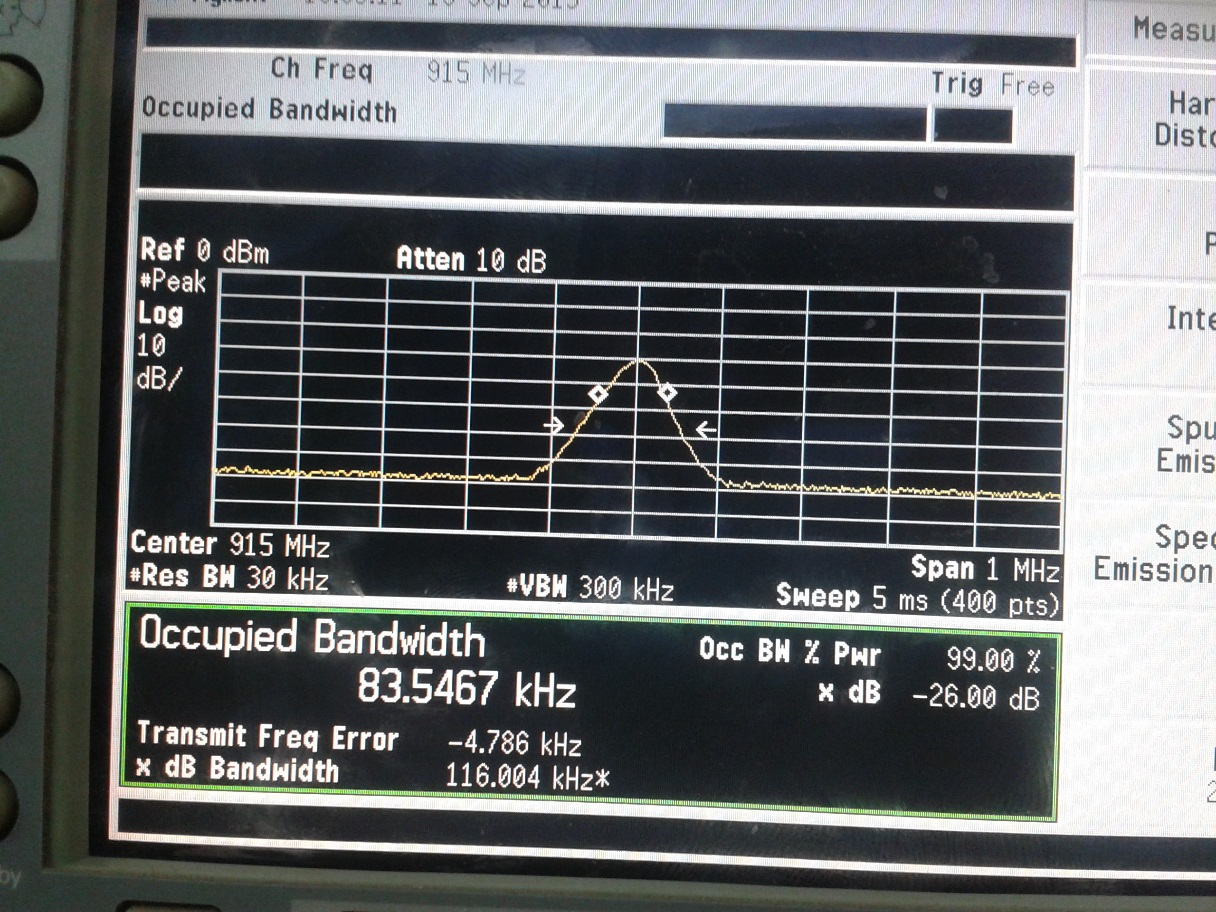 Ch Freq 915 MHz
Trig Free
Occupied Bandwidth
Measu
Har
Dist
Ref 0 dBm
Atten 10 dB
#Peak
Log
10
dB/
Inte
Spu
Emis
Center 915 MHz
Span 1 MHz
#Res BW 30 kHz
#VBW 300 kHz
Sweep 5 ms (400 pts)
Spec
Emission
Occupied Bandwidth
83.5467 kHz
Occ BW % Pwr 99.00 %
x dB -26.00 dB
Transmit Freq Error -4.786 kHz
x dB Bandwidth 116.004 kHz*
by